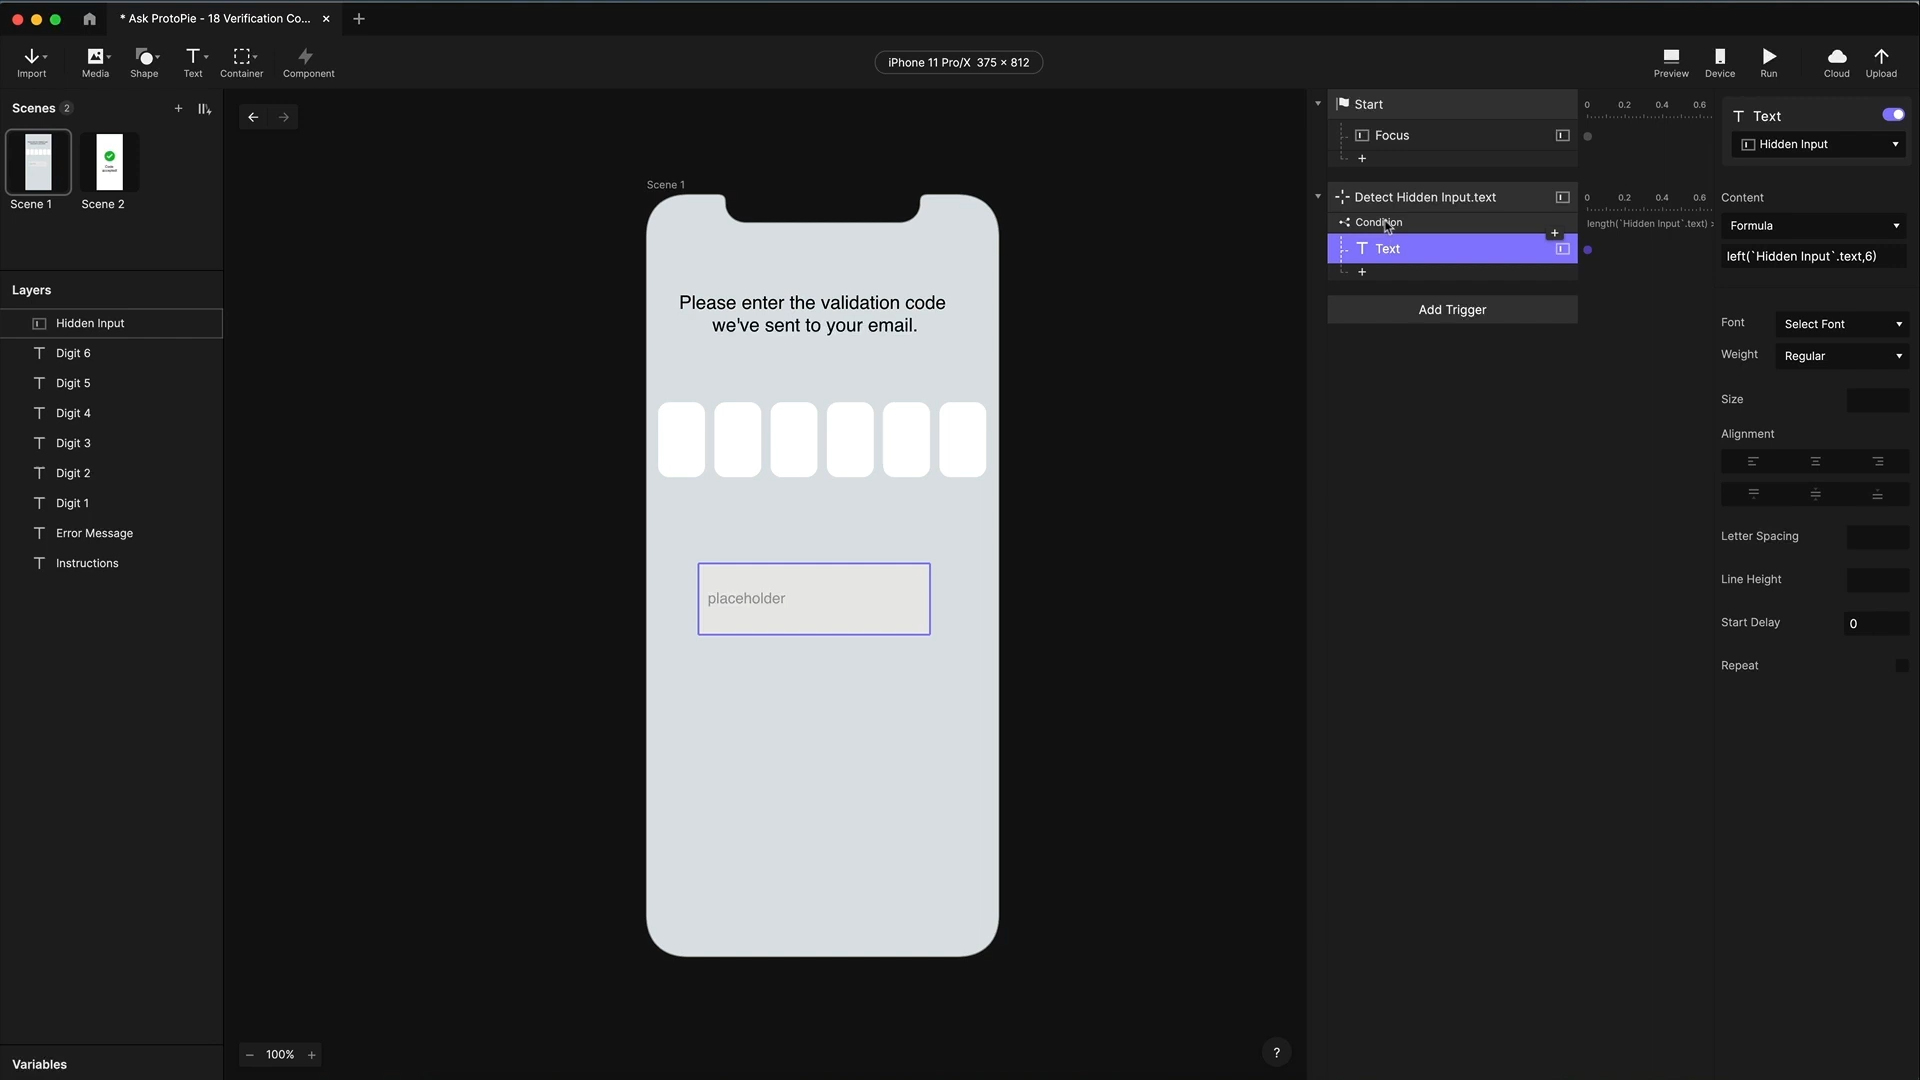 * Ask ProtoPie - 18 Verification Co...
Import
Media
Shape
Text
Container
Component
iPhone 11 Pro/X 375 × 812
Preview
Device
Run
Cloud
Upload
Scenes 2
Scene 1
Scene 2
Layers
Hidden Input
Digit 6
Digit 5
Digit 4
Digit 3
Digit 2
Digit 1
Error Message
Instructions
Variables
Scene 1
Please enter the validation code
we've sent to your email.
placeholder
100%
?
Start
0 0.2 0.4 0.6
Focus
Detect Hidden Input.text
0 0.2 0.4 0.6
Condition
length(`Hidden Input`.text)
Text
Add Trigger
Text
Hidden Input
Content
Formula
left(`Hidden Input`.text,6)
Font
Select Font
Weight
Regular
Size
Alignment
Letter Spacing
Line Height
Start Delay
0
Repeat